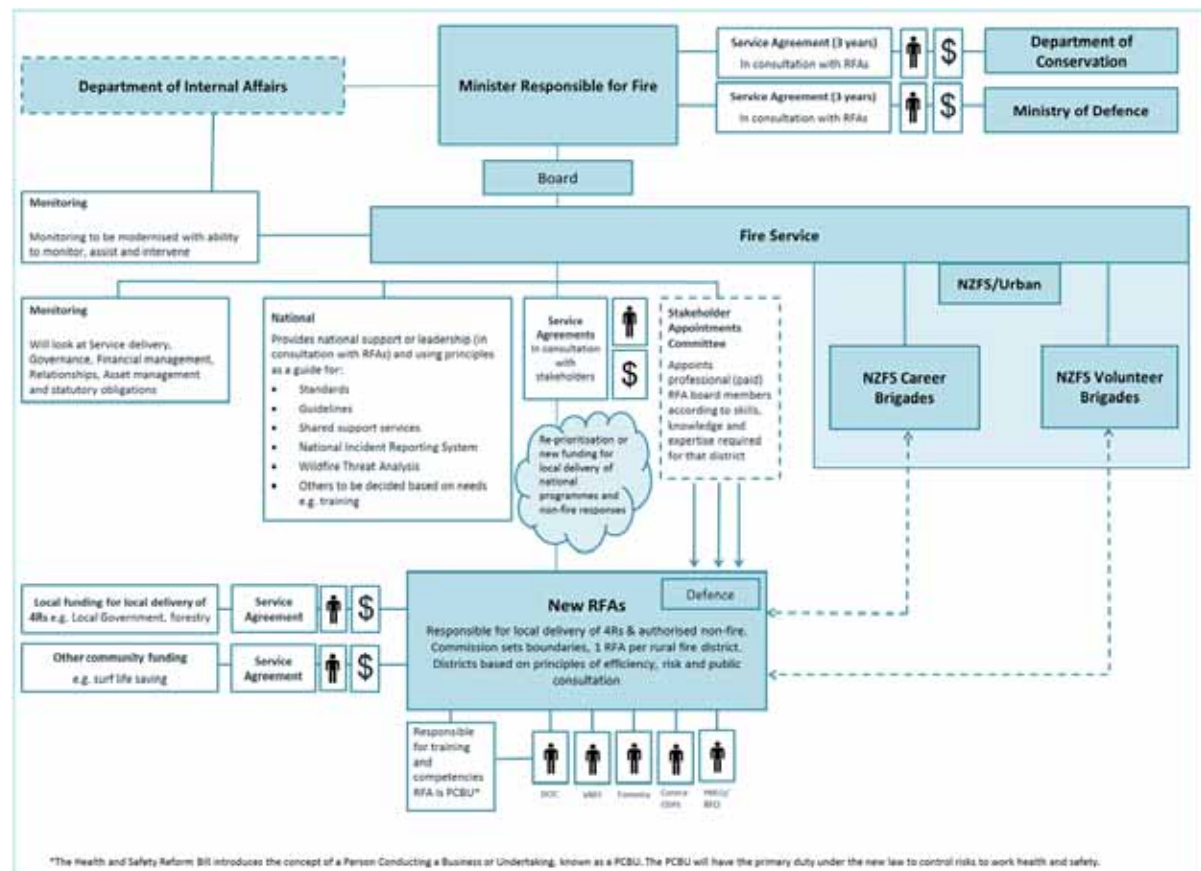 Department of Internal Affairs
Minister Responsible for Fire
Service Agreement (3 years)
In consultation with RFAs
$
Department of
Conservation
Service Agreement (3 years)
In consultation with RFAs
$
Ministry of Defence
Board
Monitoring
Monitoring to be modernised with ability
to monitor, assist and intervene
Fire Service
NZFS/Urban
NZFS Career
Brigades
NZFS Volunteer
Brigades
Monitoring
Will look at Service delivery,
Governance, Financial management,
Relationships, Asset management
and statutory obligations
National
Provides national support or leadership (in
consultation with RFAs) and using principles
as a guide for:
• Standards
• Guidelines
• Shared support services
• National Incident Reporting System
• Wildfire Threat Analysis
• Others to be decided based on needs
e.g. training
Service
Agreements
In consultation
with
stakeholders
$
Stakeholder
Appointments
Committee
Appoints
professional (paid)
RFA board members
according to skills,
knowledge and
expertise required
for that district
Re-prioritisation or
new funding for
local delivery of
national
programmes and
non-fire responses
Local funding for local delivery of
4Rs e.g. Local Government, forestry
Service
Agreement
$
Other community funding
e.g. surf life saving
Service
Agreement
$
Defence
New RFAs
Responsible for local delivery of 4Rs & authorised non-fire.
Commission sets boundaries, 1 RFA per rural fire district.
Districts based on principles of efficiency, risk and public
consultation
Responsible
for training
and
competencies
RFA is PCBU*
DOC
Forestry
*The Health and Safety Reform Bill introduces the concept of a Person Conducting a Business or Undertaking, known as a PCBU. The PCBU will have the primary duty under the new law to control risks to work health and safety.